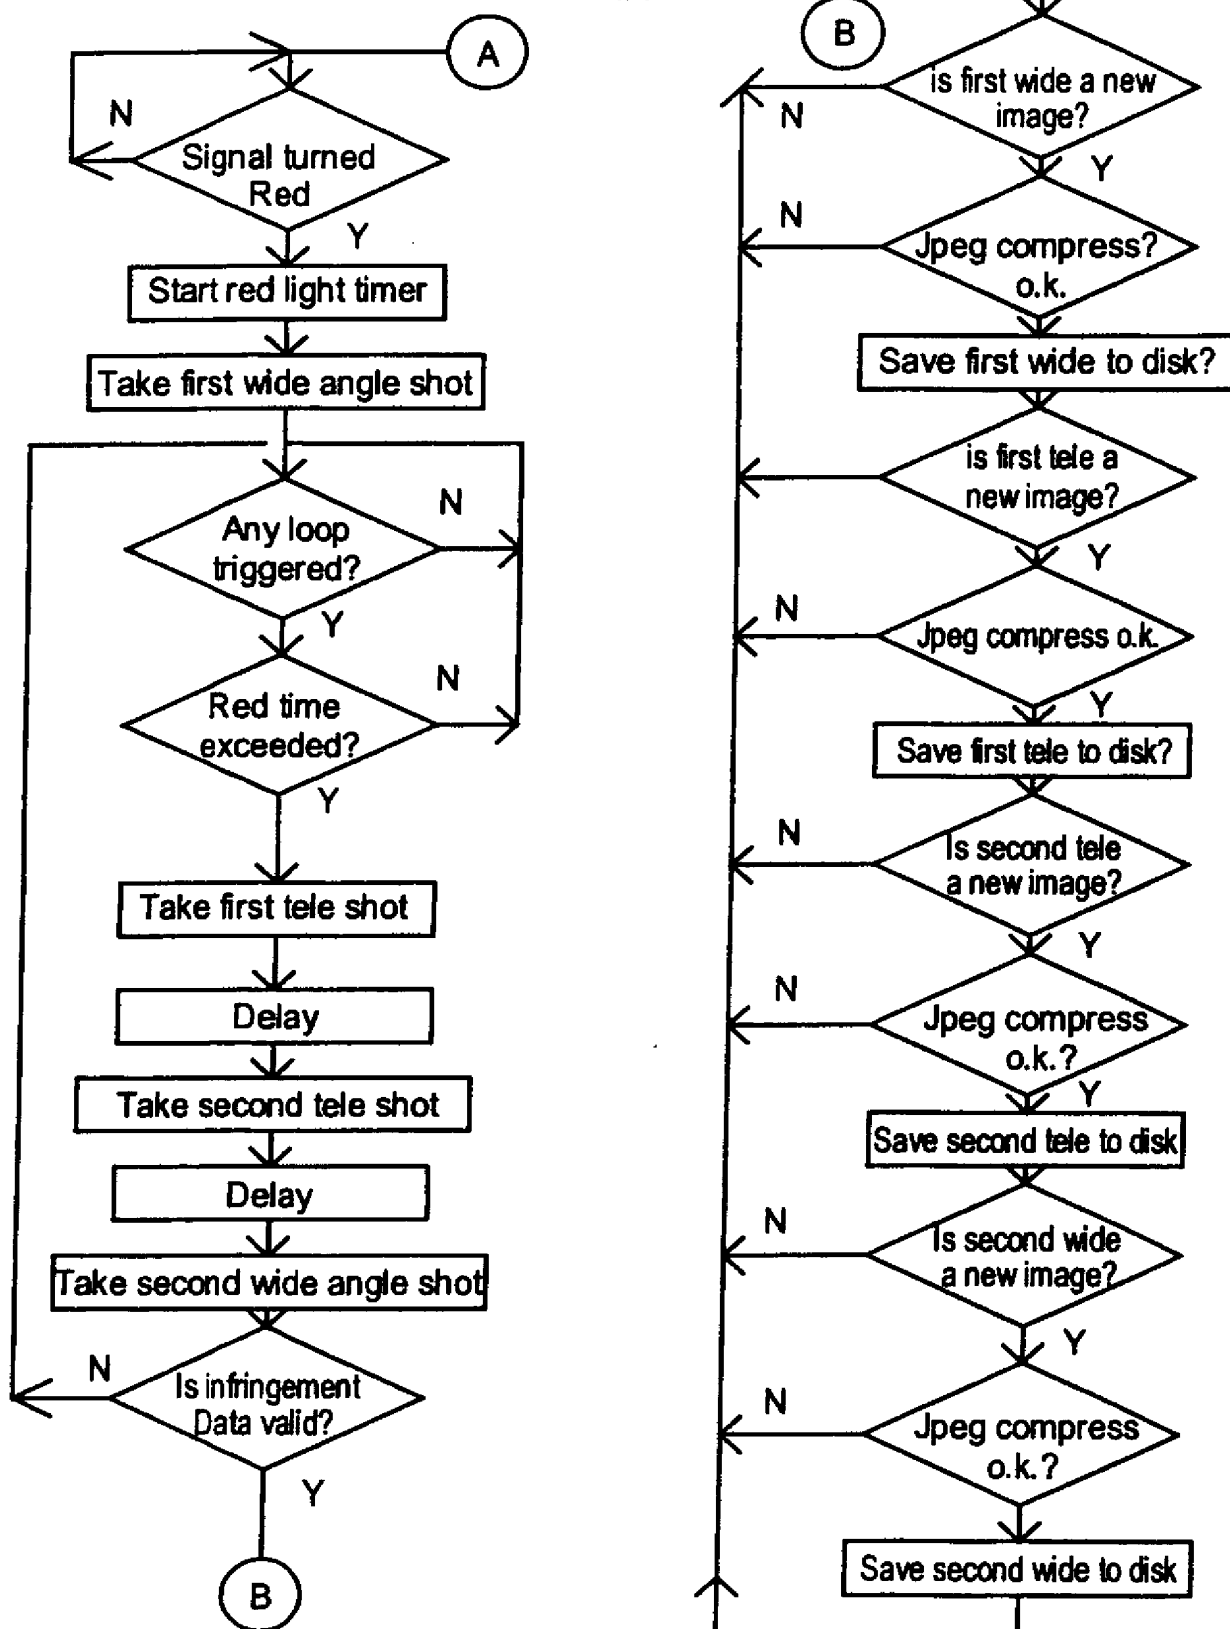 A
N
Signal turned
Red
Y
Start red light timer
Take first wide angle shot
Any loop
triggered?
N
Y
Red time
exceeded?
N
Y
Take first tele shot
Delay
Take second tele shot
Delay
Take second wide angle shot
N
Is infringement
Data valid?
Y
B
B
is first wide a new
image?
N
Y
N
Jpeg compress?
o.k.
Save first wide to disk?
is first tele a
new image?
Y
N
Jpeg compress o.k.
Y
Save first tele to disk?
N
Is second tele
a new image?
Y
N
Jpeg compress
o.k.?
Y
Save second tele to disk
N
Is second wide
a new image?
Y
N
Jpeg compress
o.k.?
Save second wide to disk